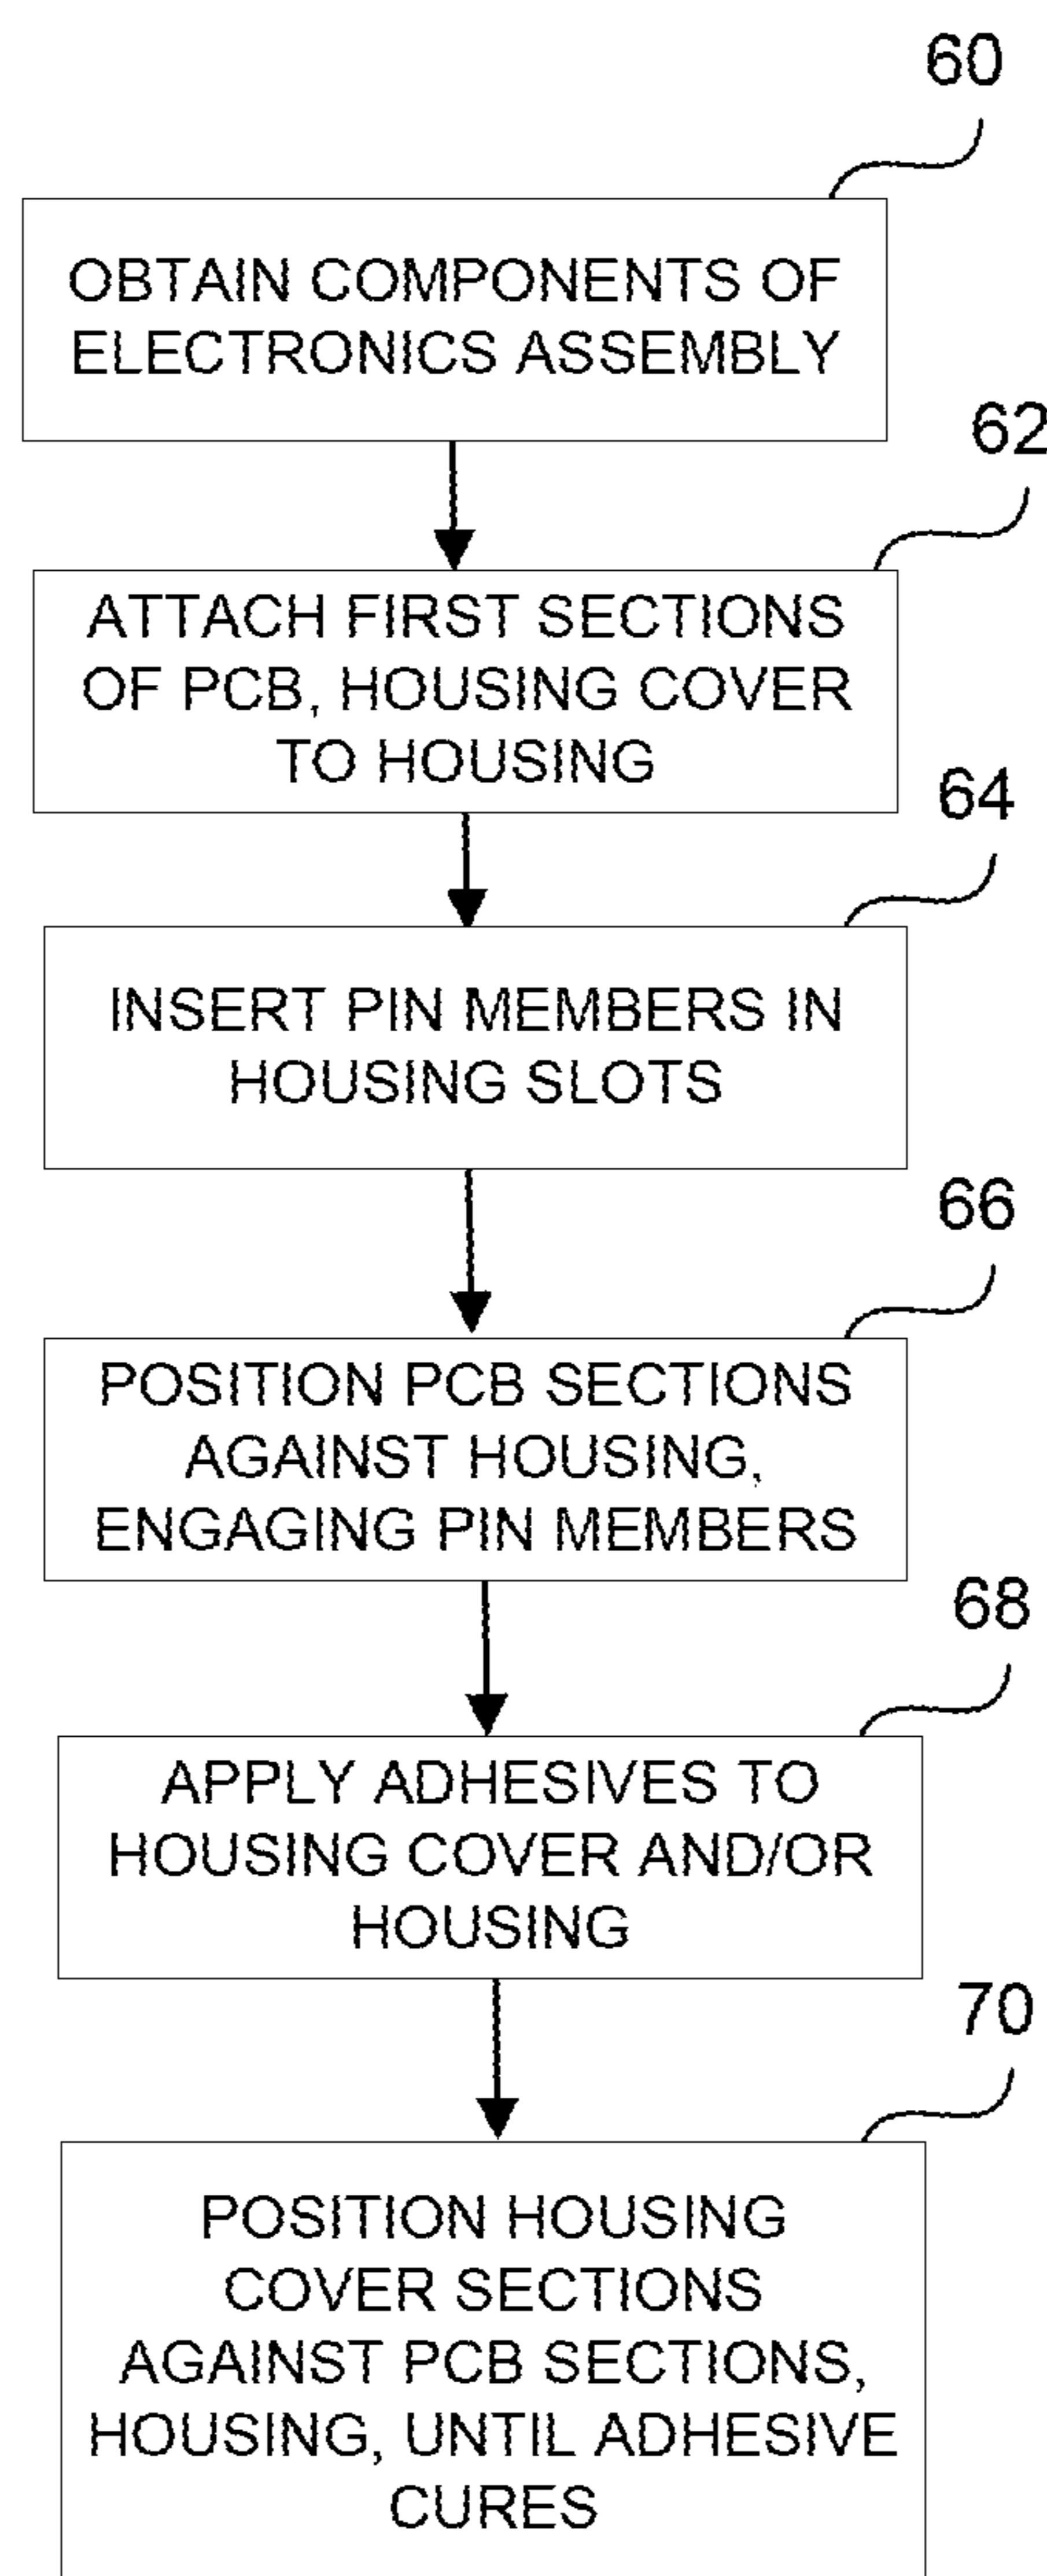 60
OBTAIN COMPONENTS OF
ELECTRONICS ASSEMBLY
62
ATTACH FIRST SECTIONS
OF PCB, HOUSING COVER
TO HOUSING
64
INSERT PIN MEMBERS IN
HOUSING SLOTS
66
POSITION PCB SECTIONS
AGAINST HOUSING,
ENGAGING PIN MEMBERS
68
APPLY ADHESIVES TO
HOUSING COVER AND/OR
HOUSING
70
POSITION HOUSING
COVER SECTIONS
AGAINST PCB SECTIONS,
HOUSING, UNTIL ADHESIVE
CURES